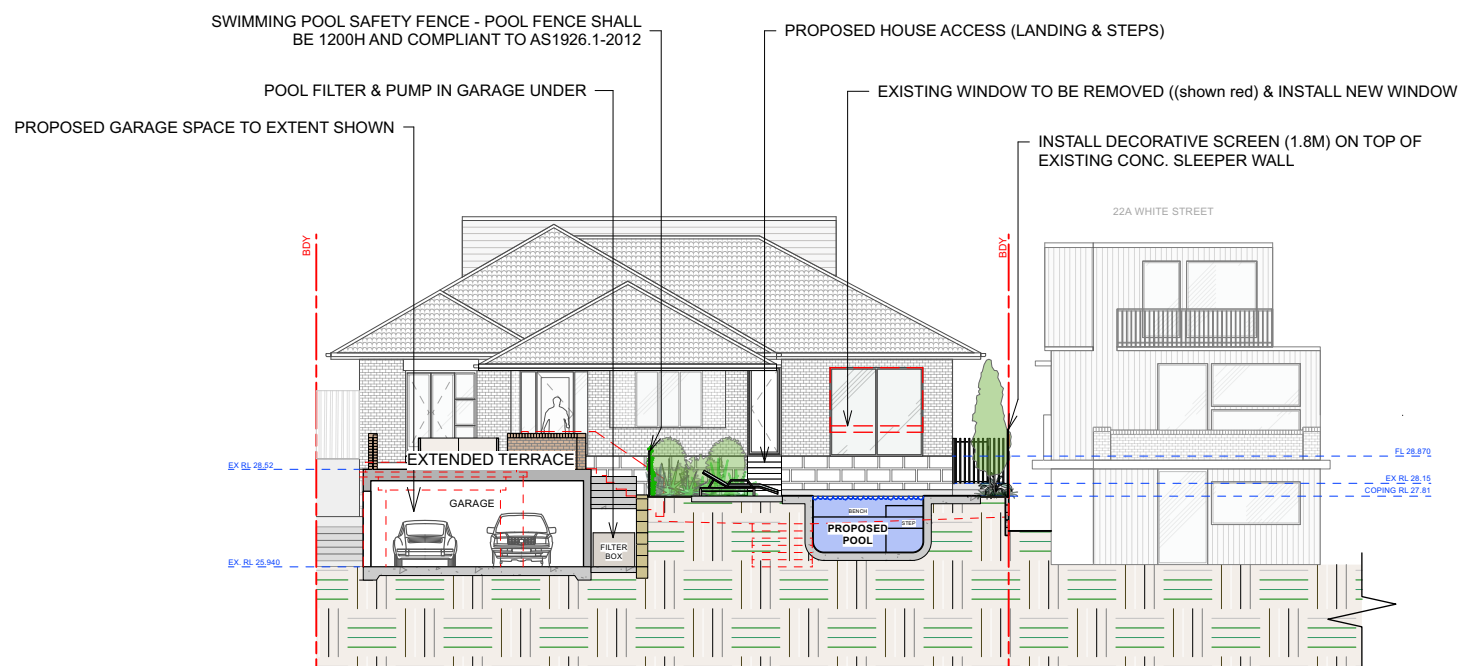 SWIMMING POOL SAFETY FENCE - POOL FENCE SHALL
BE 1200H AND COMPLIANT TO AS1926.1-2012
PROPOSED HOUSE ACCESS (LANDING & STEPS)
POOL FILTER & PUMP IN GARAGE UNDER
EXISTING WINDOW TO BE REMOVED ((shown red) & INSTALL NEW WINDOW
PROPOSED GARAGE SPACE TO EXTENT SHOWN
INSTALL DECORATIVE SCREEN (1.8M) ON TOP OF
EXISTING CONC. SLEEPER WALL
22A WHITE STREET
BDY
BDY
EXTENDED TERRACE
EX RL 28.52
FL 28.870
EX RL 28.15
COPING RL 27.81
GARAGE
BENCH
STEP
PROPOSED
POOL
FILTER
BOX
EX. RL 25.940